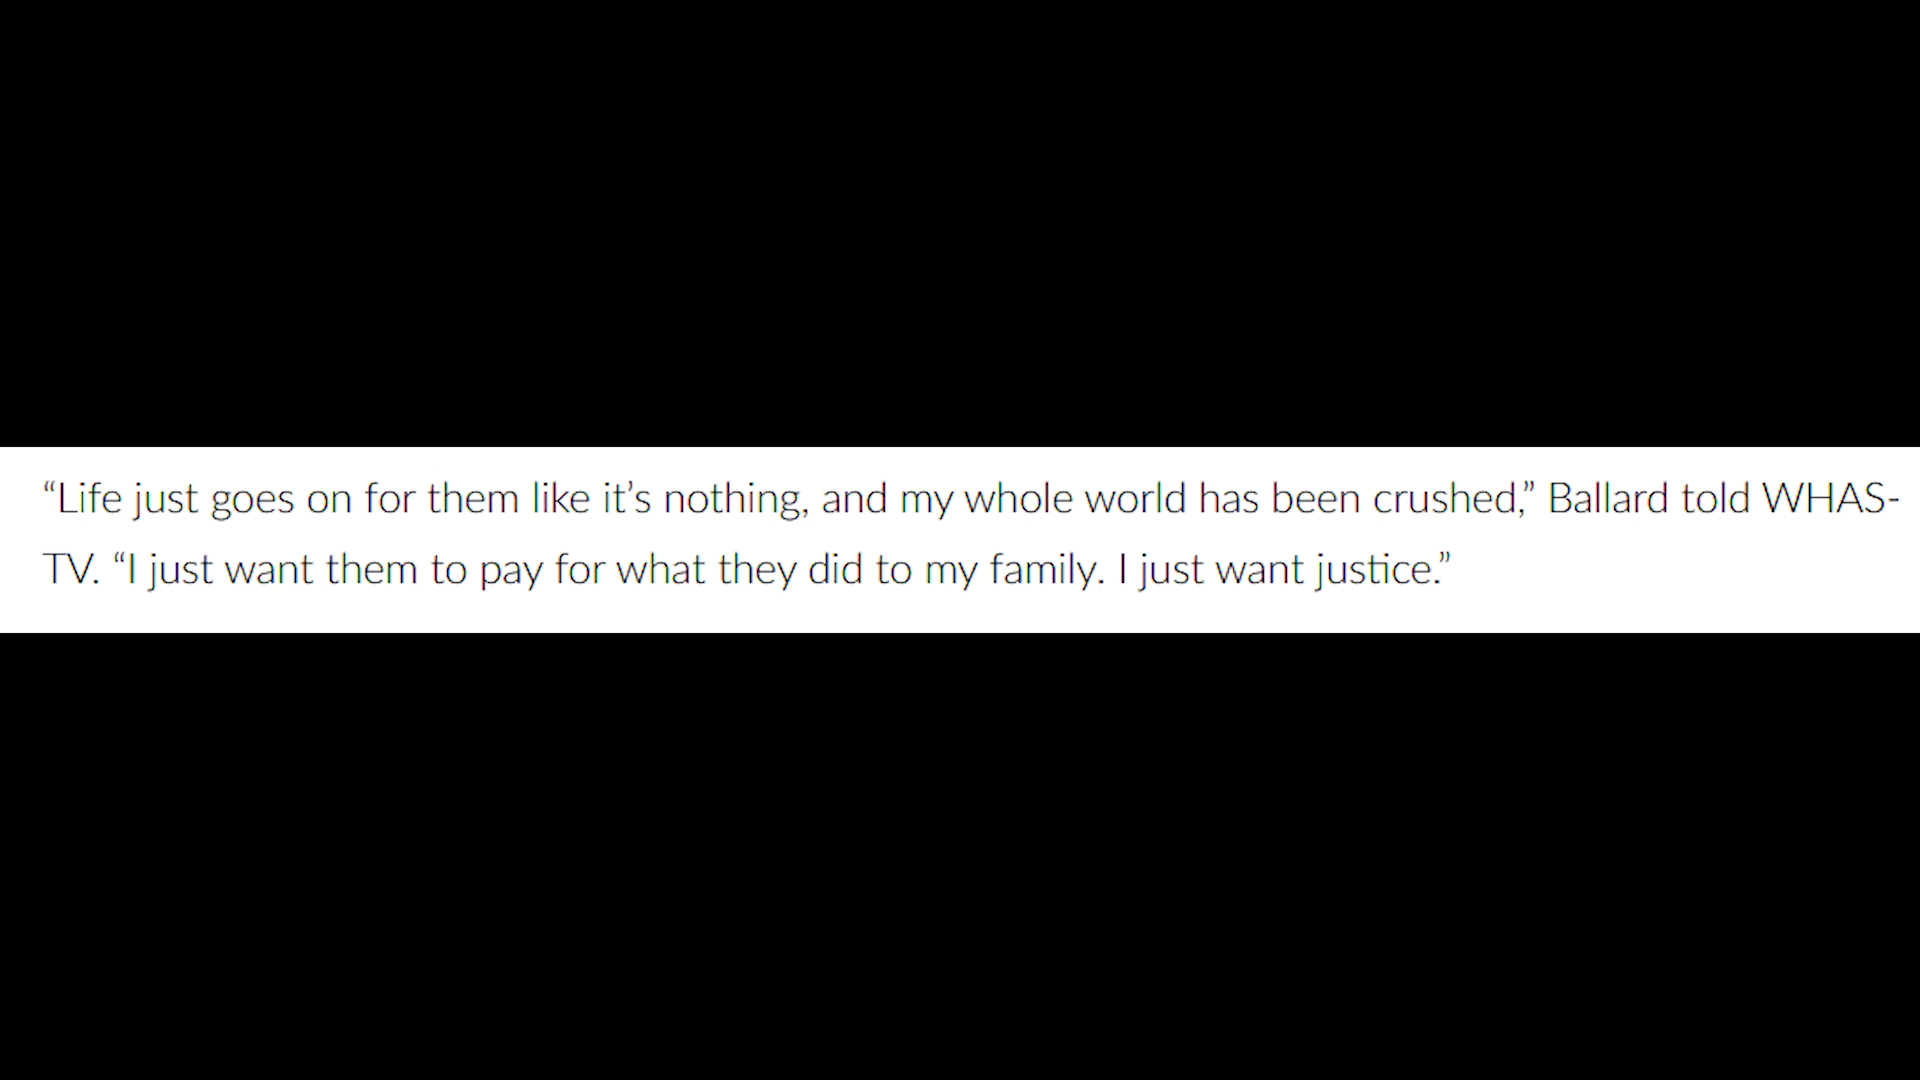 “Life just goes on for them like it’s nothing, and my whole world has been crushed,” Ballard told WHAS-
TV. “I just want them to pay for what they did to my family. I just want justice.”